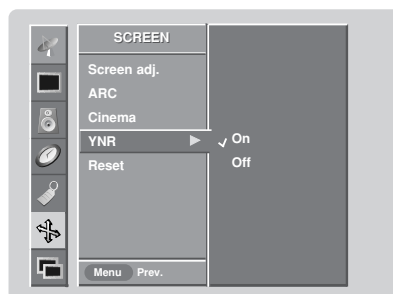 SCREEN
Screen adj.
ARC
Cinema
YNR
On
Off
Reset
Menu Prev.